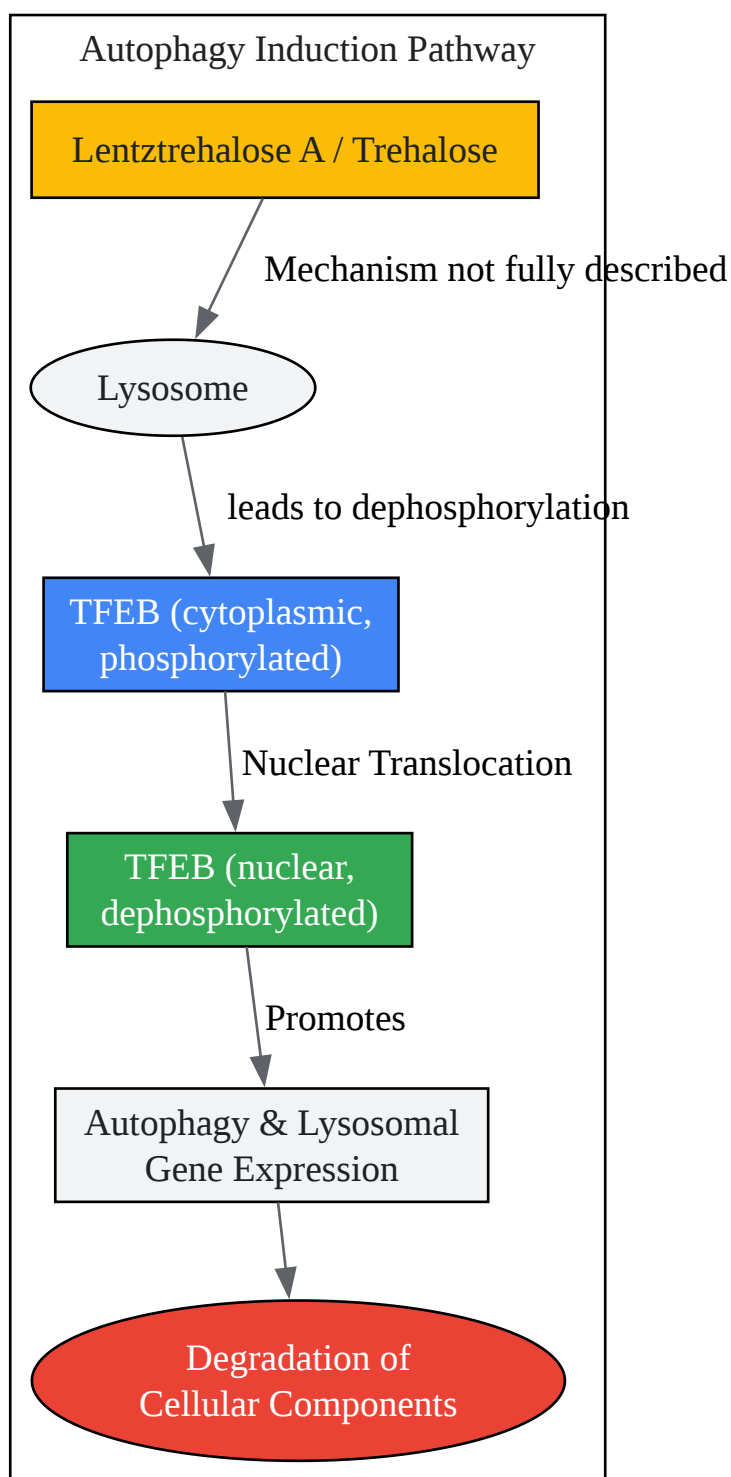 Autophagy Induction Pathway
Lentztrehalose A / Trehalose
Mechanism not fully described
Lysosome
leads to dephosphorylation
TFEB (cytoplasmic,
phosphorylated)
Nuclear Translocation
TFEB (nuclear,
dephosphorylated)
Promotes
Autophagy & Lysosomal
Gene Expression
Degradation of
Cellular Components